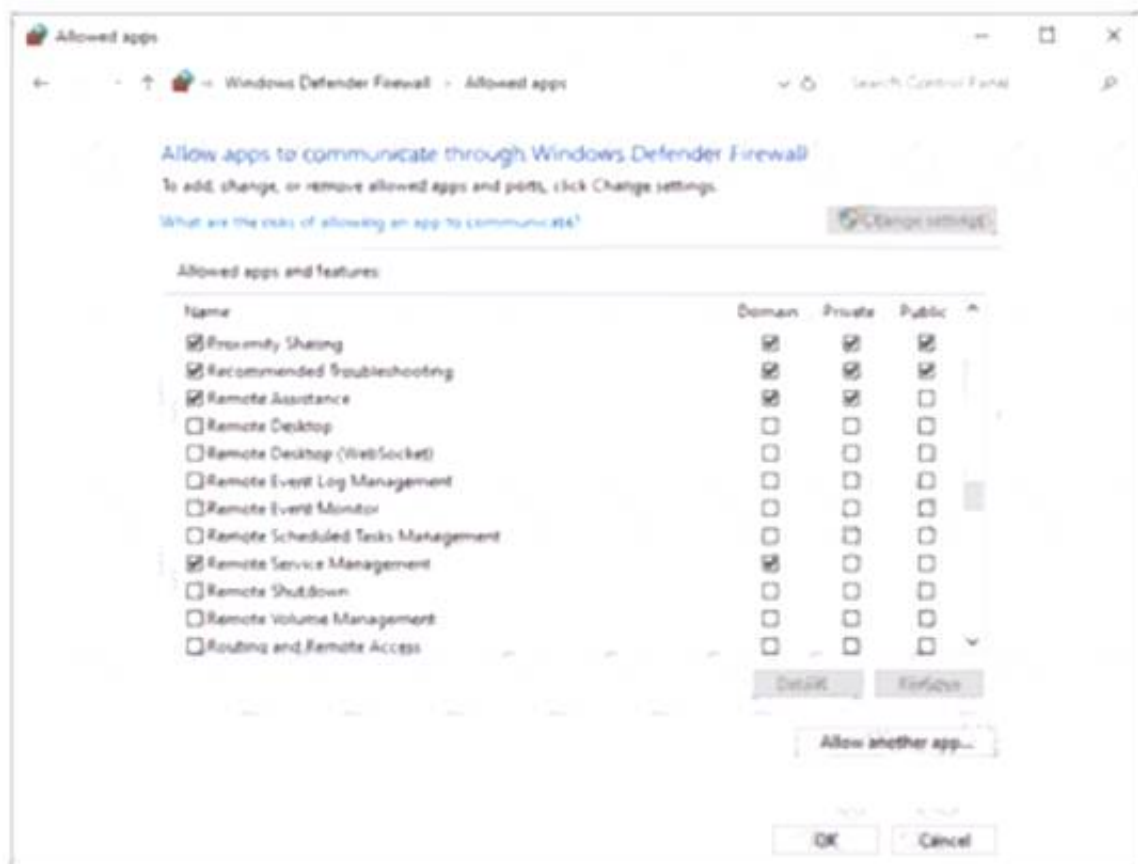 Allowed apps
Windows Defender Firewall Allowed apps
Search Control Panel
Allow apps to communicate through Windows Defender Firewall
To add, change, or remove allowed apps and ports, click Change settings.
What are the risks of allowing an app to communicate?
Change settings
Allowed apps and features:
Name Domain Private Public
Proximity Sharing
Recommended Troubleshooting
Remote Assistance
Remote Desktop
Remote Desktop (WebSocket)
Remote Event Log Management
Remote Event Monitor
Remote Scheduled Tasks Management
Remote Service Management
Remote Shutdown
Remote Volume Management
Routing and Remote Access
Details... Remove
Allow another app...
OK Cancel